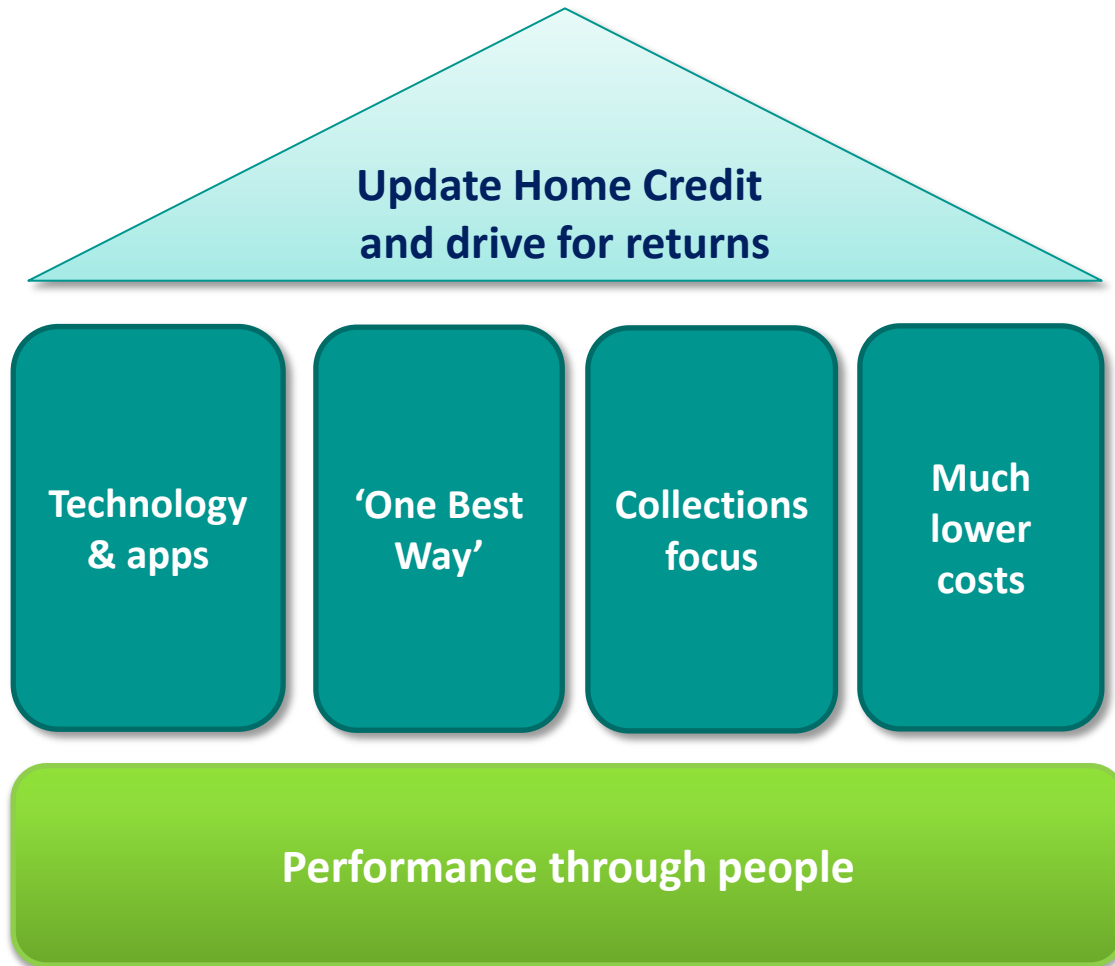 Update Home Credit
and drive for returns
Technology
& apps
‘One Best
Way’
Collections
focus
Much
lower
costs
Performance through people